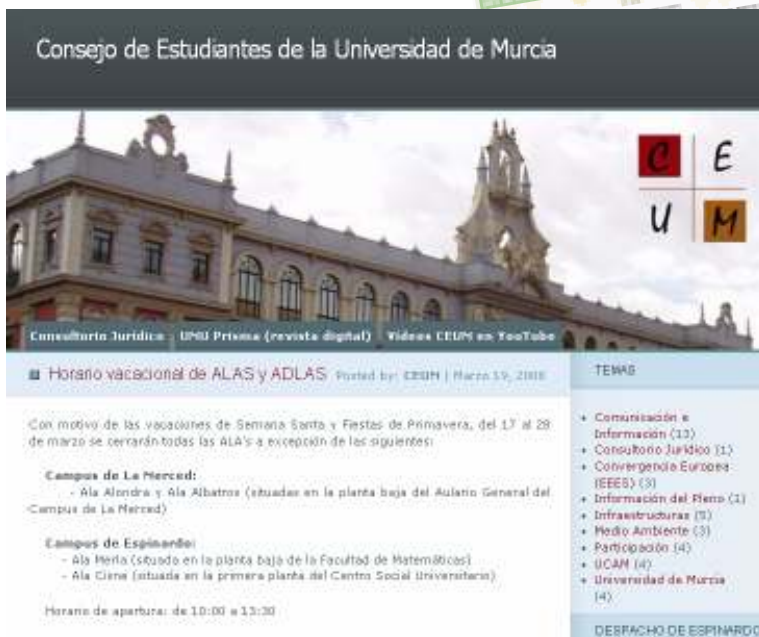 Consejo de Estudiantes de la Universidad de Murcia
C E
U M
Consultorio Jurídico UMU Prisma (revista digital) Vídeos CEUM en YouTube
Horario vacacional de ALAS y ADLAS Posted by: CEUM | Marzo 19, 2008
Con motivo de las vacaciones de Semana Santa y Fiestas de Primavera, del 17 al 28
de marzo se cerrarán todas las ALA's a excepción de las siguientes:
Campus de La Merced:
- Ala Alondra y Ala Albatros (situadas en la planta baja del Aulario General del
Campus de La Merced)
Campus de Espinardo:
- Ala Merla (situado en la planta baja de la Facultad de Matemáticas)
- Ala Cisne (situada en la primera planta del Centro Social Universitario)
Horario de apertura: de 10:00 a 13:30
TEMAS
Comunicación e
Información (13)
Consultorio Jurídico (1)
Convergencia Europea
(EEES) (3)
Información del Pleno (1)
Infraestructuras (5)
Medio Ambiente (3)
Participación (4)
UCAM (4)
Universidad de Murcia
(4)
DESPACHO DE ESPINARDO